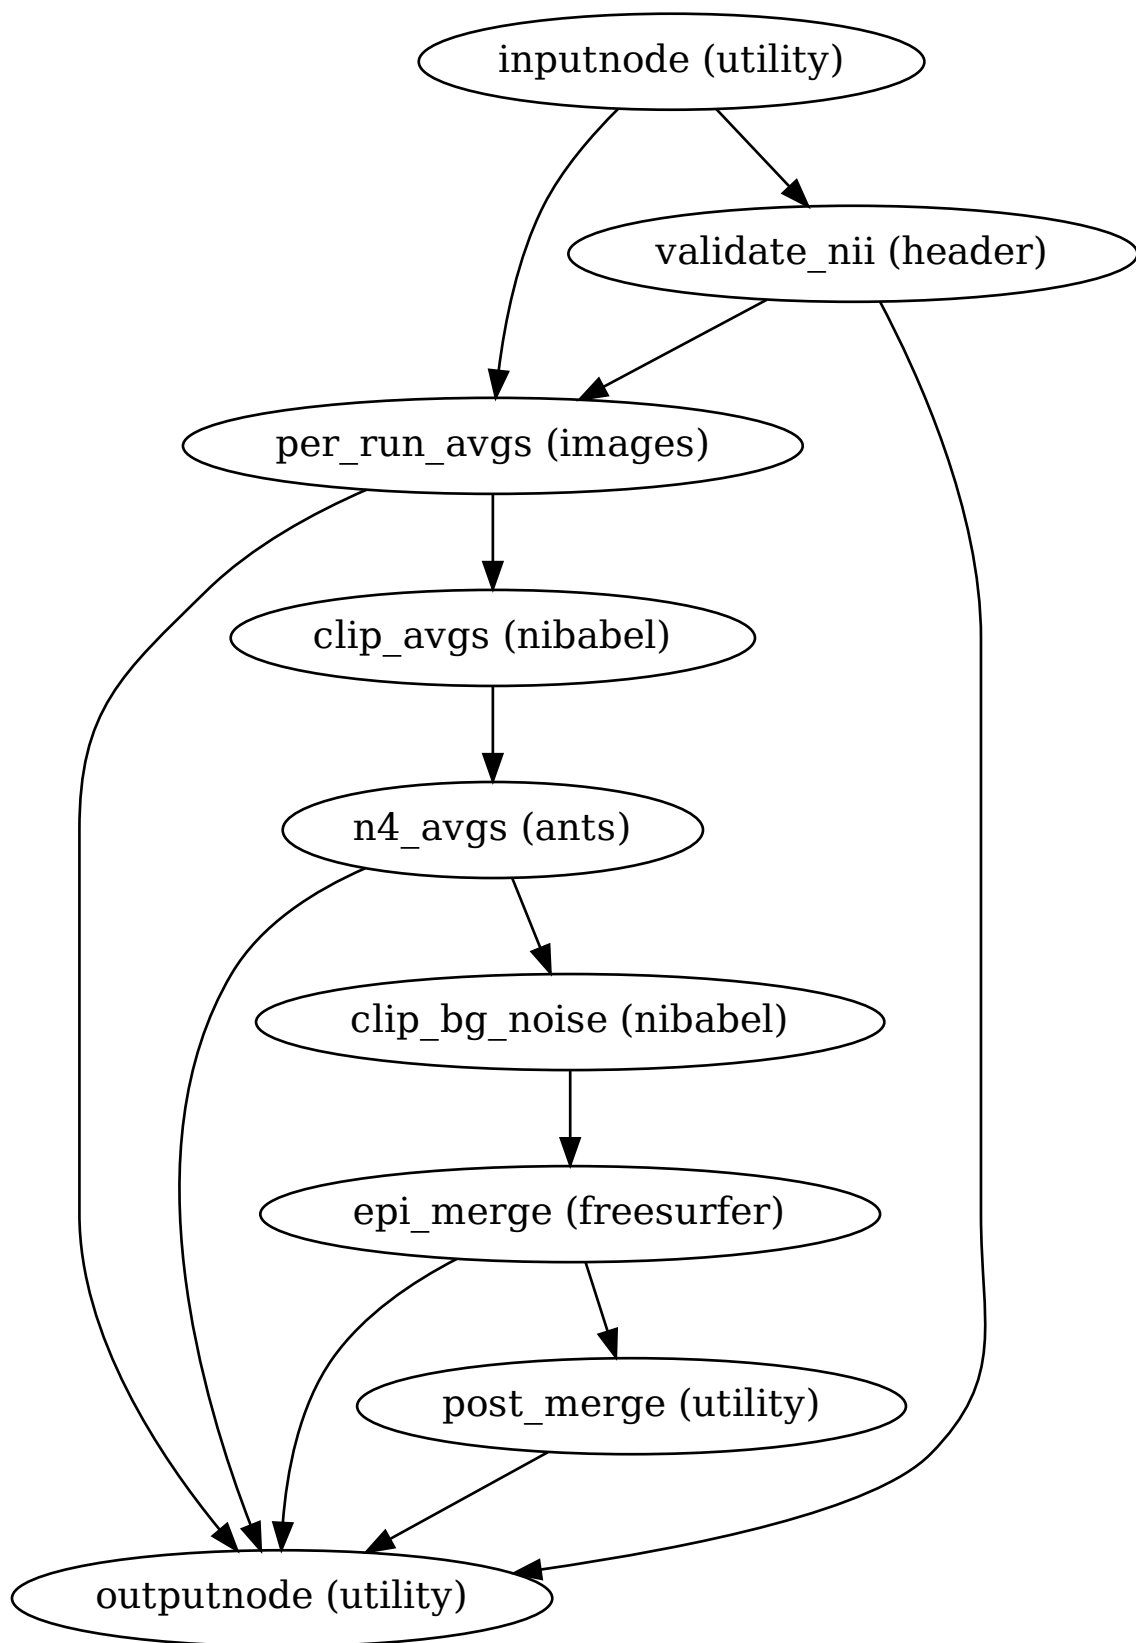 inputnode (utility)
validate_nii (header)
per_run_avgs (images)
clip_avgs (nibabel)
n4_avgs (ants)
clip_bg_noise (nibabel)
epi_merge (freesurfer)
post_merge (utility)
outputnode (utility)